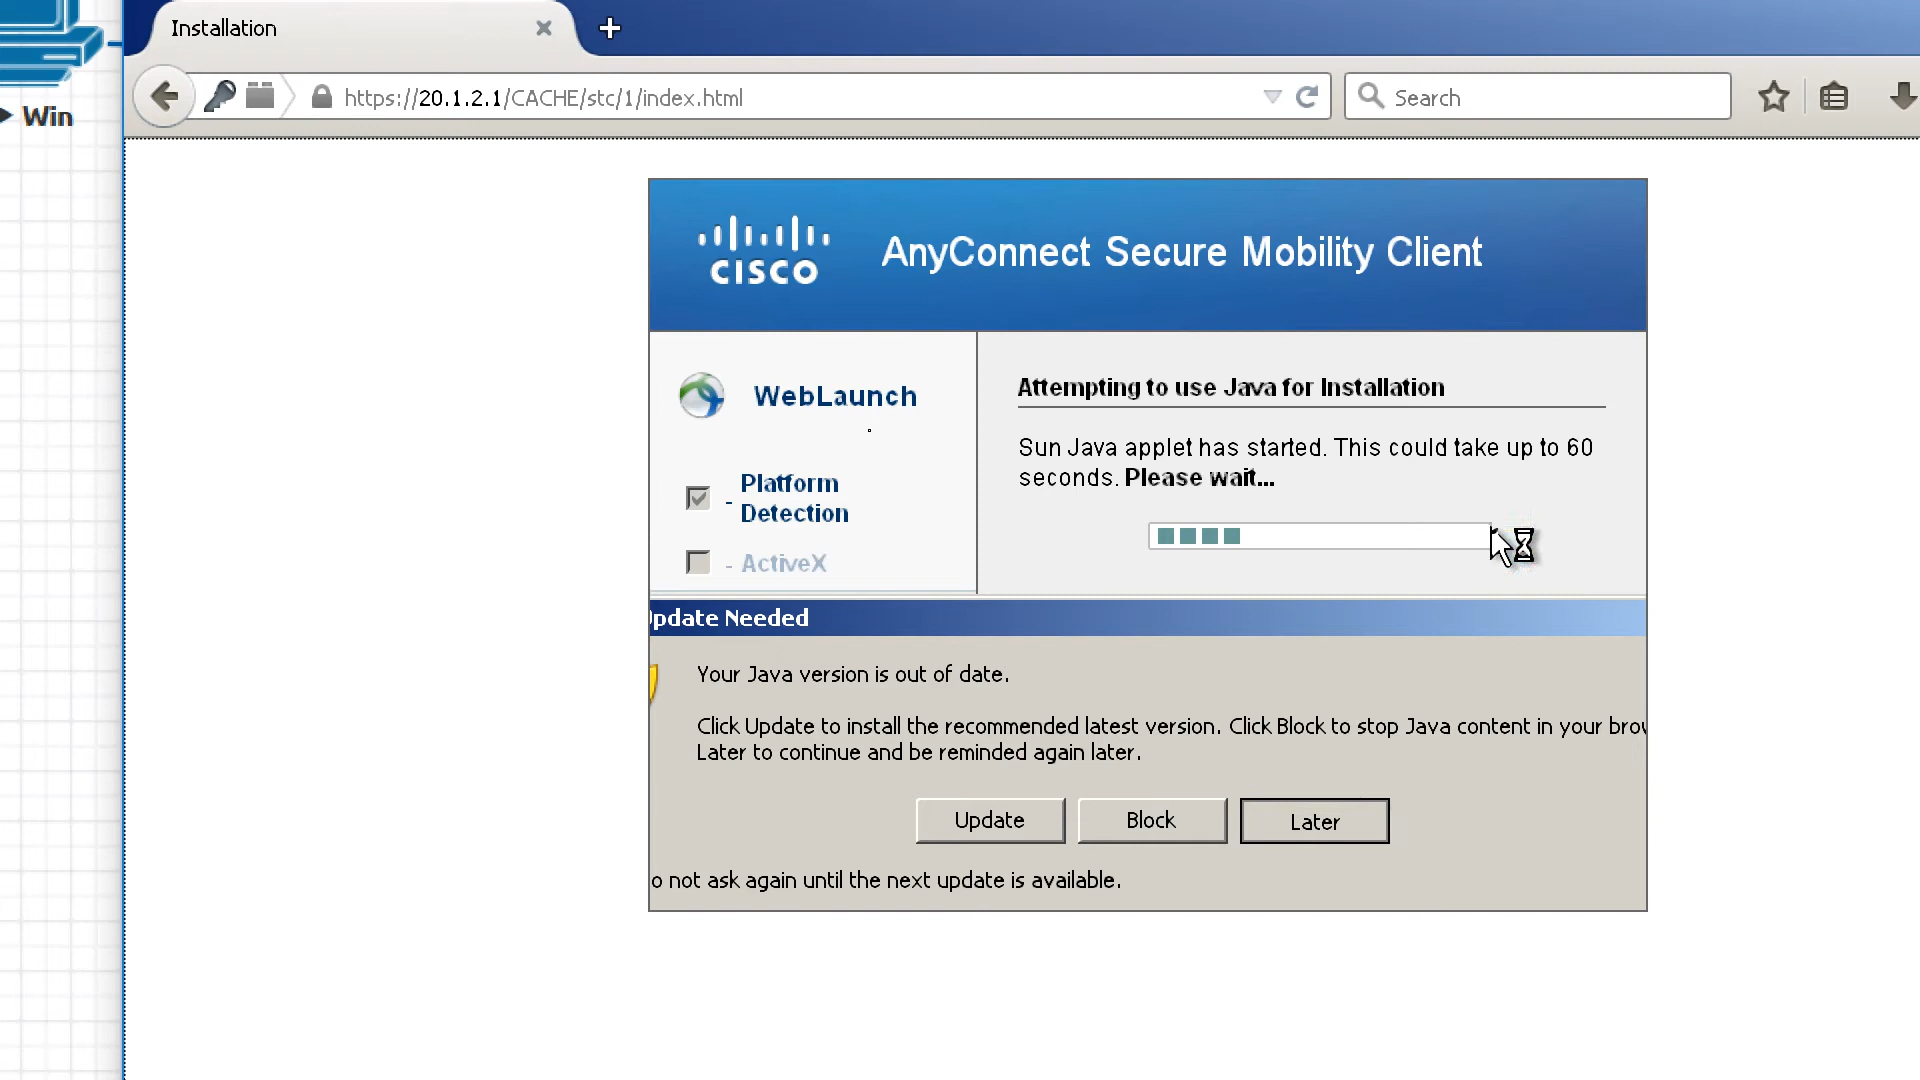 Installation
https://20.1.2.1/CACHE/stc/1/index.html
Search
Win
CISCO
AnyConnect Secure Mobility Client
WebLaunch
Attempting to use Java for Installation
Sun Java applet has started. This could take up to 60
seconds. Please wait...
- Platform
Detection
- ActiveX
pdate Needed
Your Java version is out of date.
Click Update to install the recommended latest version. Click Block to stop Java content in your brow
Later to continue and be reminded again later.
Update
Block
Later
o not ask again until the next update is available.